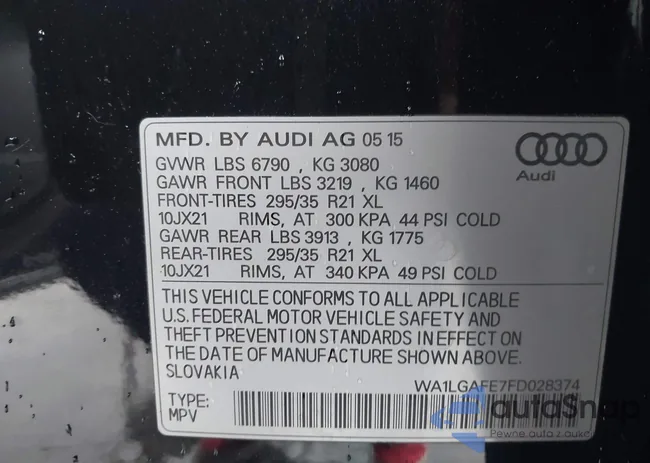 MFD. BY AUDI AG 05 15
GVWR LBS 6790 , KG 3080
GAWR FRONT LBS 3219 , KG 1460
FRONT-TIRES 295/35 R21 XL
10JX21 RIMS, AT 300 KPA 44 PSI COLD
GAWR REAR LBS 3913 , KG 1775
REAR-TIRES 295/35 R21 XL
10JX21 RIMS, AT 340 KPA 49 PSI COLD
Audi
THIS VEHICLE CONFORMS TO ALL APPLICABLE
U.S. FEDERAL MOTOR VEHICLE SAFETY AND
THEFT PREVENTION STANDARDS IN EFFECT ON
THE DATE OF MANUFACTURE SHOWN ABOVE.
SLOVAKIA
WA1LGAFE7FD028374
TYPE:
MPV
autoSnap
Pewne auta z aukcji